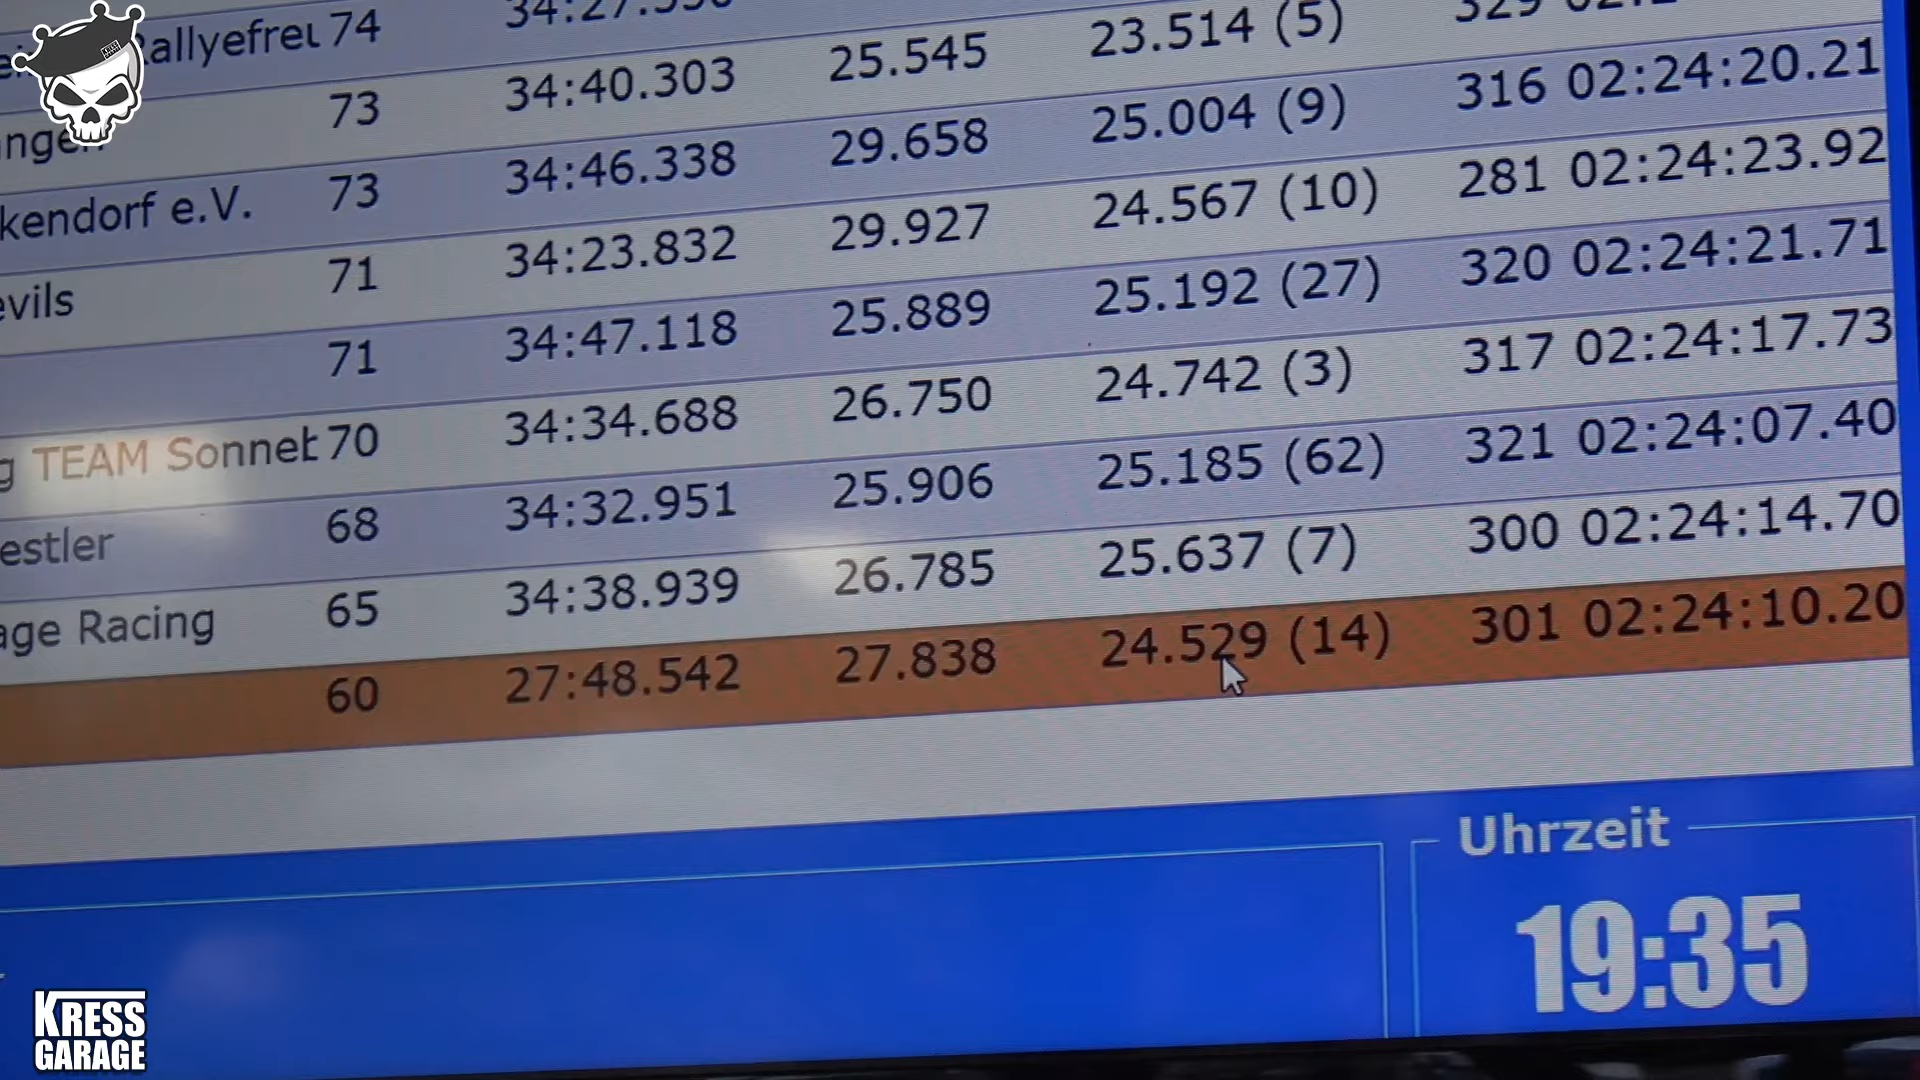 Rallyefreu 74 34:27.
73 34:40.303 25.545 23.514 (5) 329
kendorf e.V. 73 34:46.338 29.658 25.004 (9) 316 02:24:20.21
evils 71 34:23.832 29.927 24.567 (10) 281 02:24:23.92
71 34:47.118 25.889 25.192 (27) 320 02:24:21.71
g TEAM Sonneb 70 34:34.688 26.750 24.742 (3) 317 02:24:17.73
estler 68 34:32.951 25.906 25.185 (62) 321 02:24:07.40
age Racing 65 34:38.939 26.785 25.637 (7) 300 02:24:14.70
60 27:48.542 27.838 24.529 (14) 301 02:24:10.20
Uhrzeit
19:35
KRESS
GARAGE